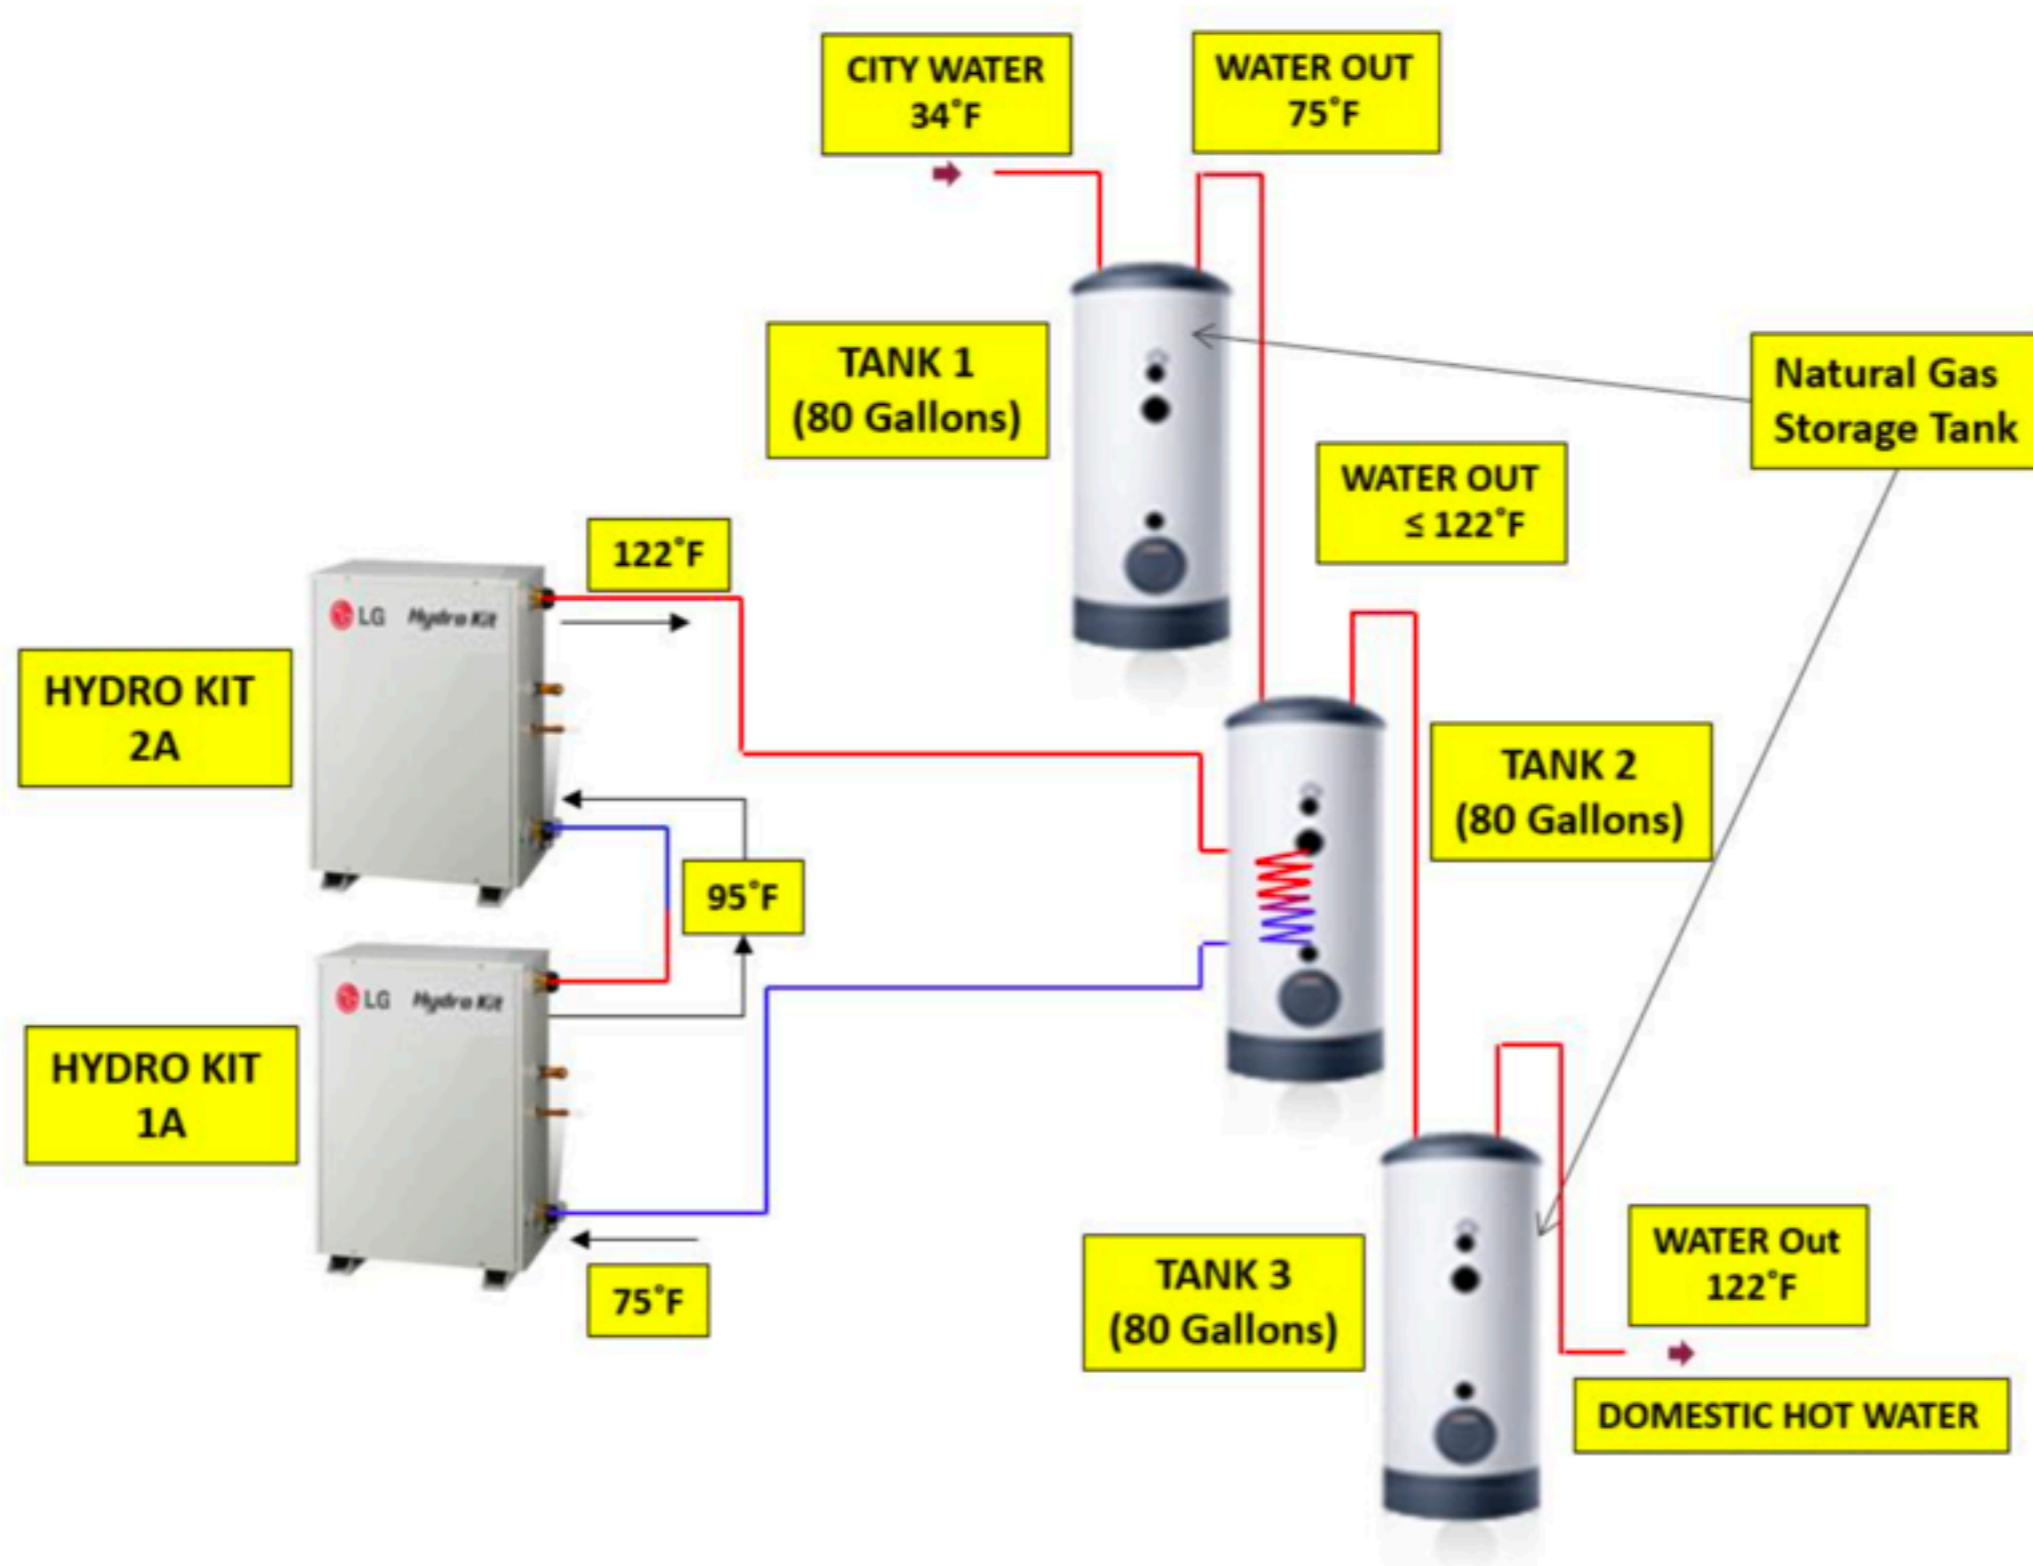 CITY WATER
34°F
WATER OUT
75°F
TANK 1
(80 Gallons)
Natural Gas
Storage Tank
WATER OUT
≤ 122°F
122°F
LG Hydro Kit
HYDRO KIT
2A
TANK 2
(80 Gallons)
95°F
LG Hydro Kit
HYDRO KIT
1A
75°F
TANK 3
(80 Gallons)
WATER Out
122°F
DOMESTIC HOT WATER